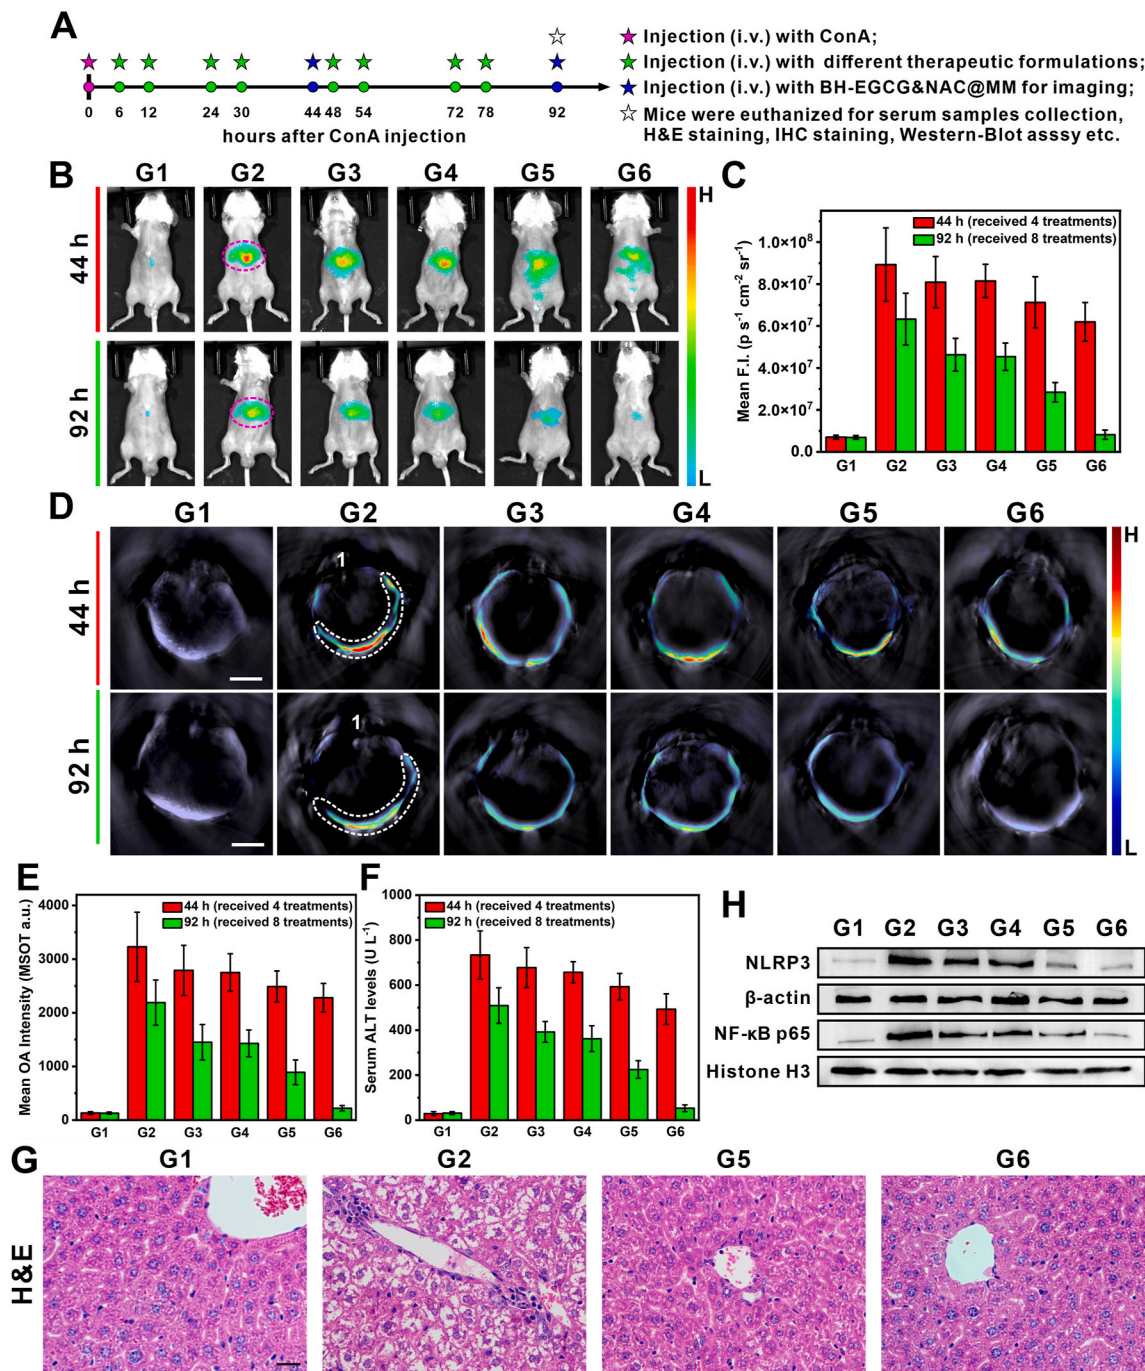 A
Injection (i.v.) with ConA;
Injection (i.v.) with different therapeutic formulations;
Injection (i.v.) with BH-EGCG&NAC@MM for imaging;
Mice were euthanized for serum samples collection,
H&E staining, IHC staining, Western-Blot asssy etc.
0 6 12 24 30 44 48 54 72 78 92
hours after ConA injection
B
G1 G2 G3 G4 G5 G6
44 h
92 h
H
L
C
44 h (received 4 treatments)
92 h (received 8 treatments)
Mean F.I. (p s⁻¹ cm⁻² sr⁻¹)
1.0×10⁸
8.0×10⁷
6.0×10⁷
4.0×10⁷
2.0×10⁷
0.0
G1 G2 G3 G4 G5 G6
D
G1 G2 G3 G4 G5 G6
44 h
1
92 h
1
H
L
E
44 h (received 4 treatments)
92 h (received 8 treatments)
Mean OA Intensity (MSOT a.u.)
4000
3000
2000
1000
0
G1 G2 G3 G4 G5 G6
F
44 h (received 4 treatments)
92 h (received 8 treatments)
Serum ALT levels (U L⁻¹)
1000
800
600
400
200
0
G1 G2 G3 G4 G5 G6
H
G1 G2 G3 G4 G5 G6
NLRP3
β-actin
NF-κB p65
Histone H3
G
G1 G2 G5 G6
H&E